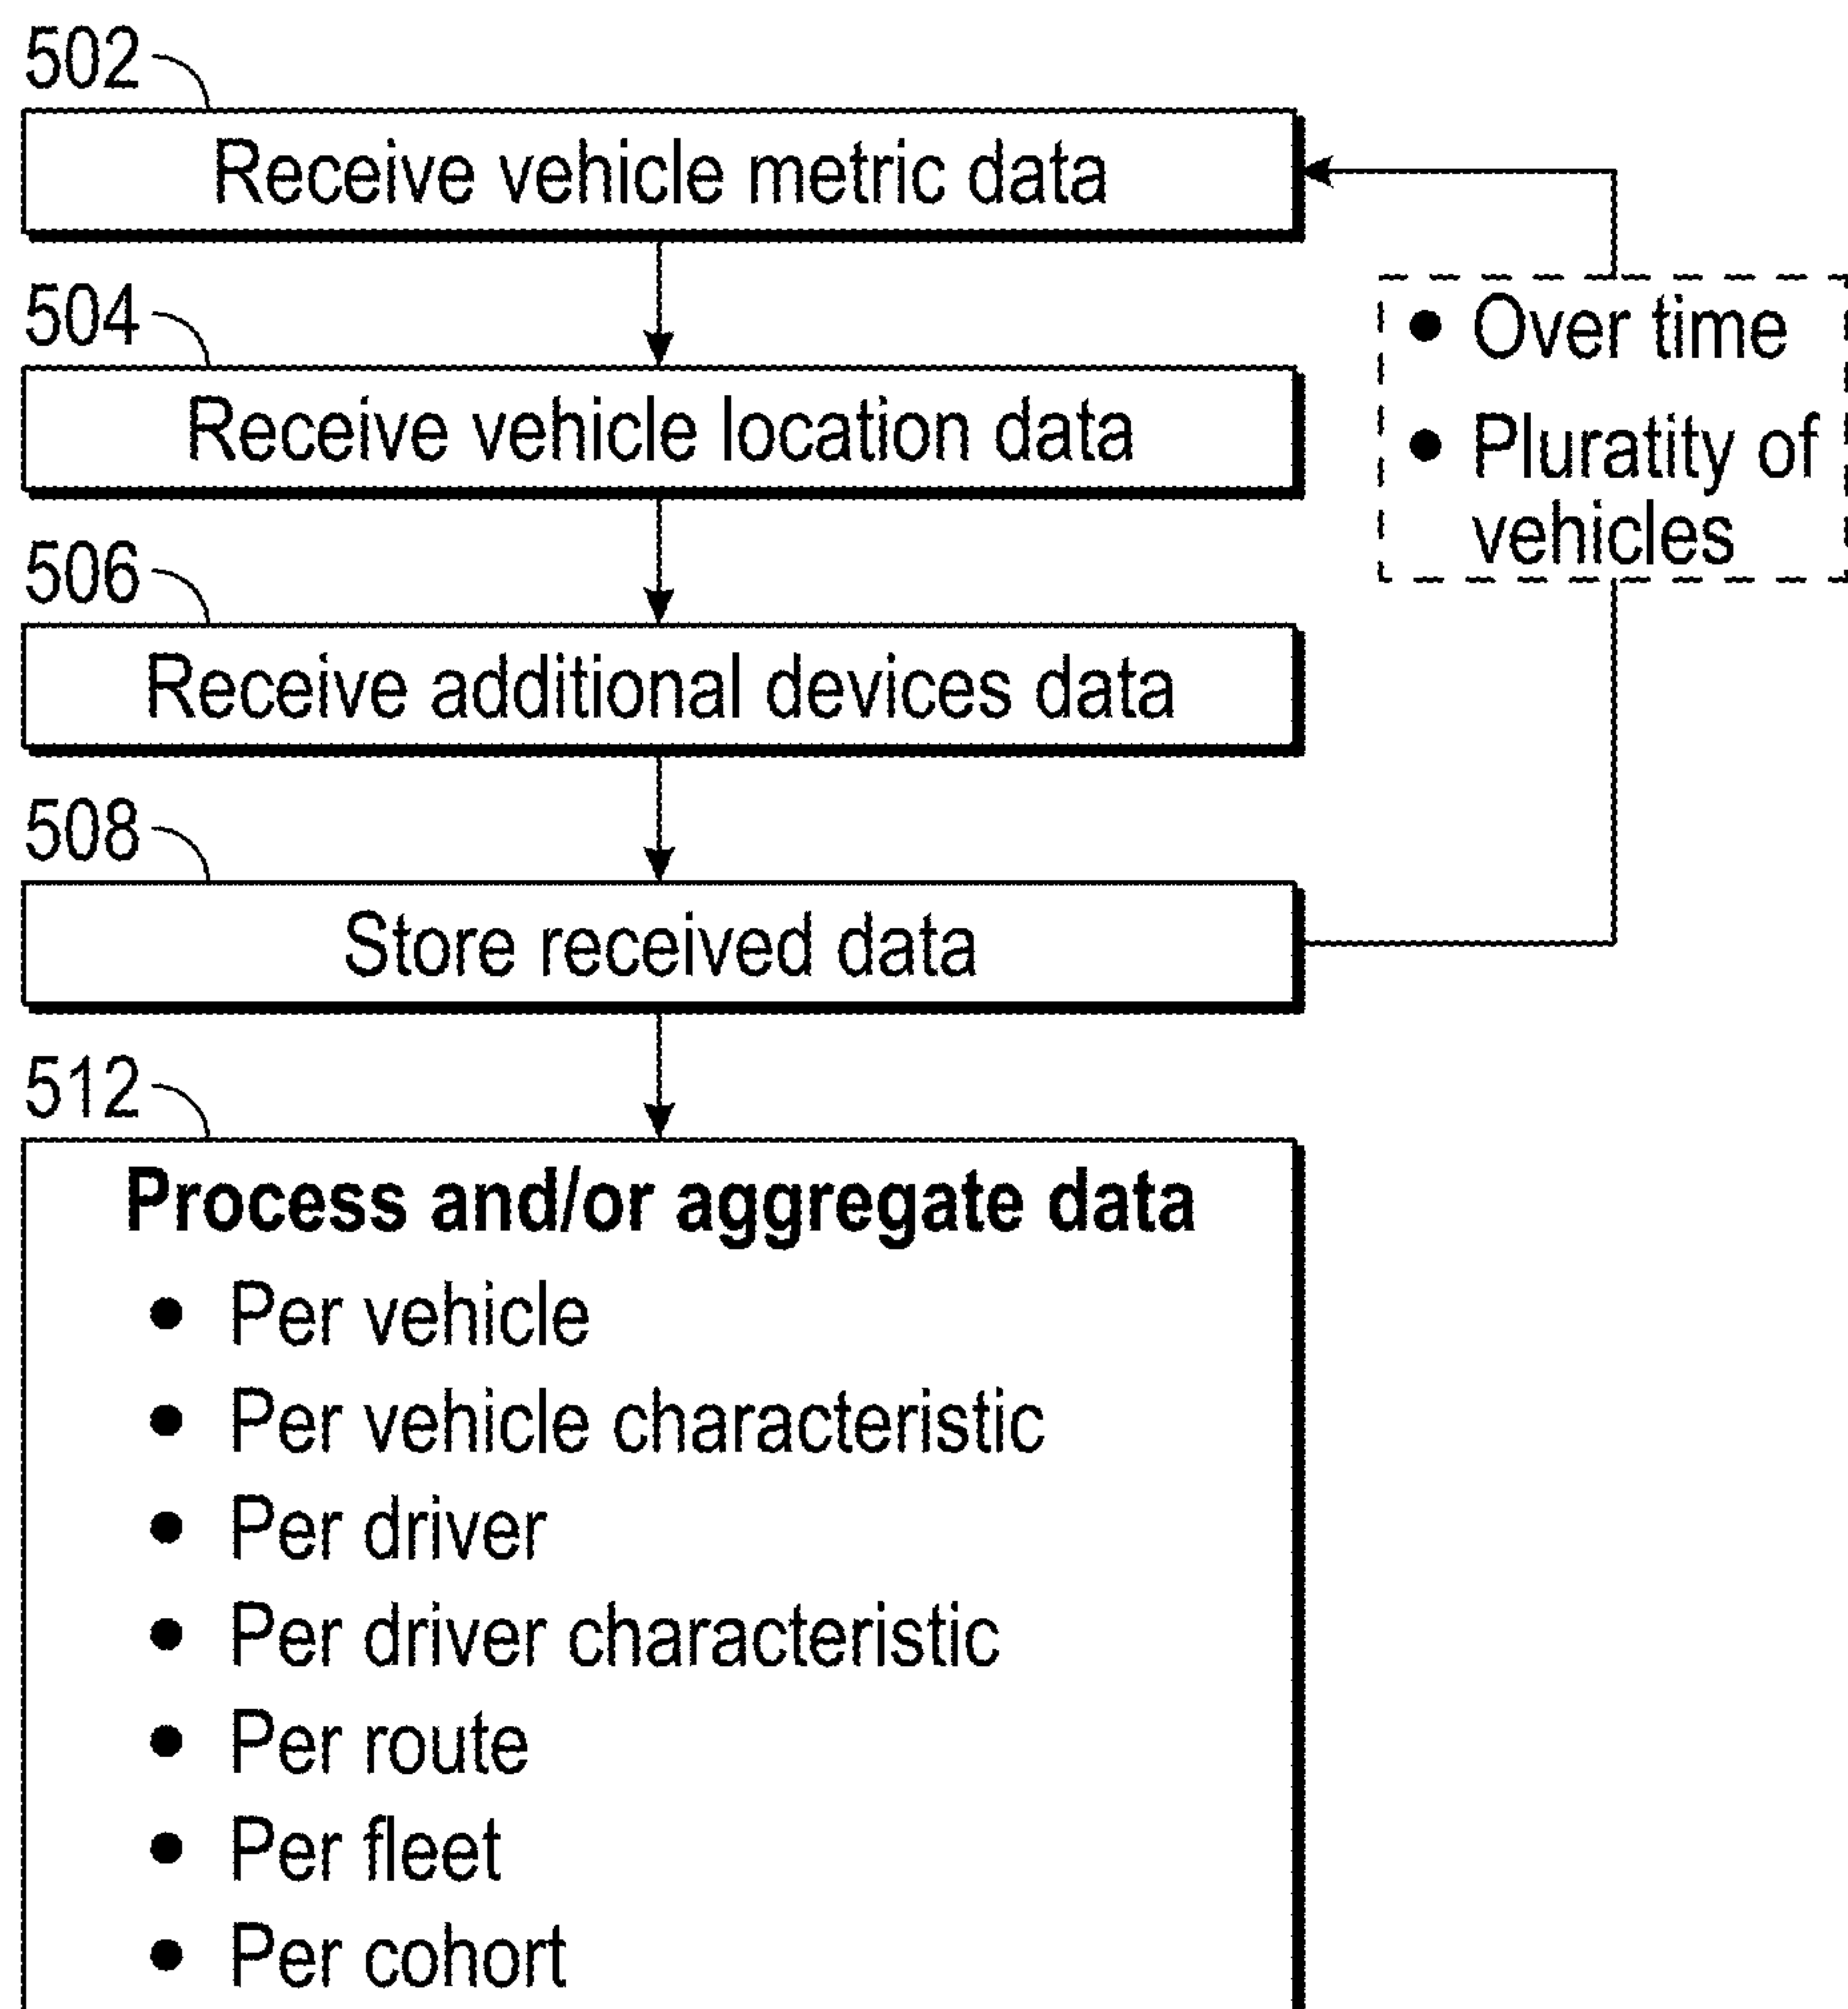 502
Receive vehicle metric data
504
Receive vehicle location data
506
Receive additional devices data
508
Store received data
• Over time
• Pluratity of
vehicles
512
Process and/or aggregate data
• Per vehicle
• Per vehicle characteristic
• Per driver
• Per driver characteristic
• Per route
• Per fleet
• Per cohort